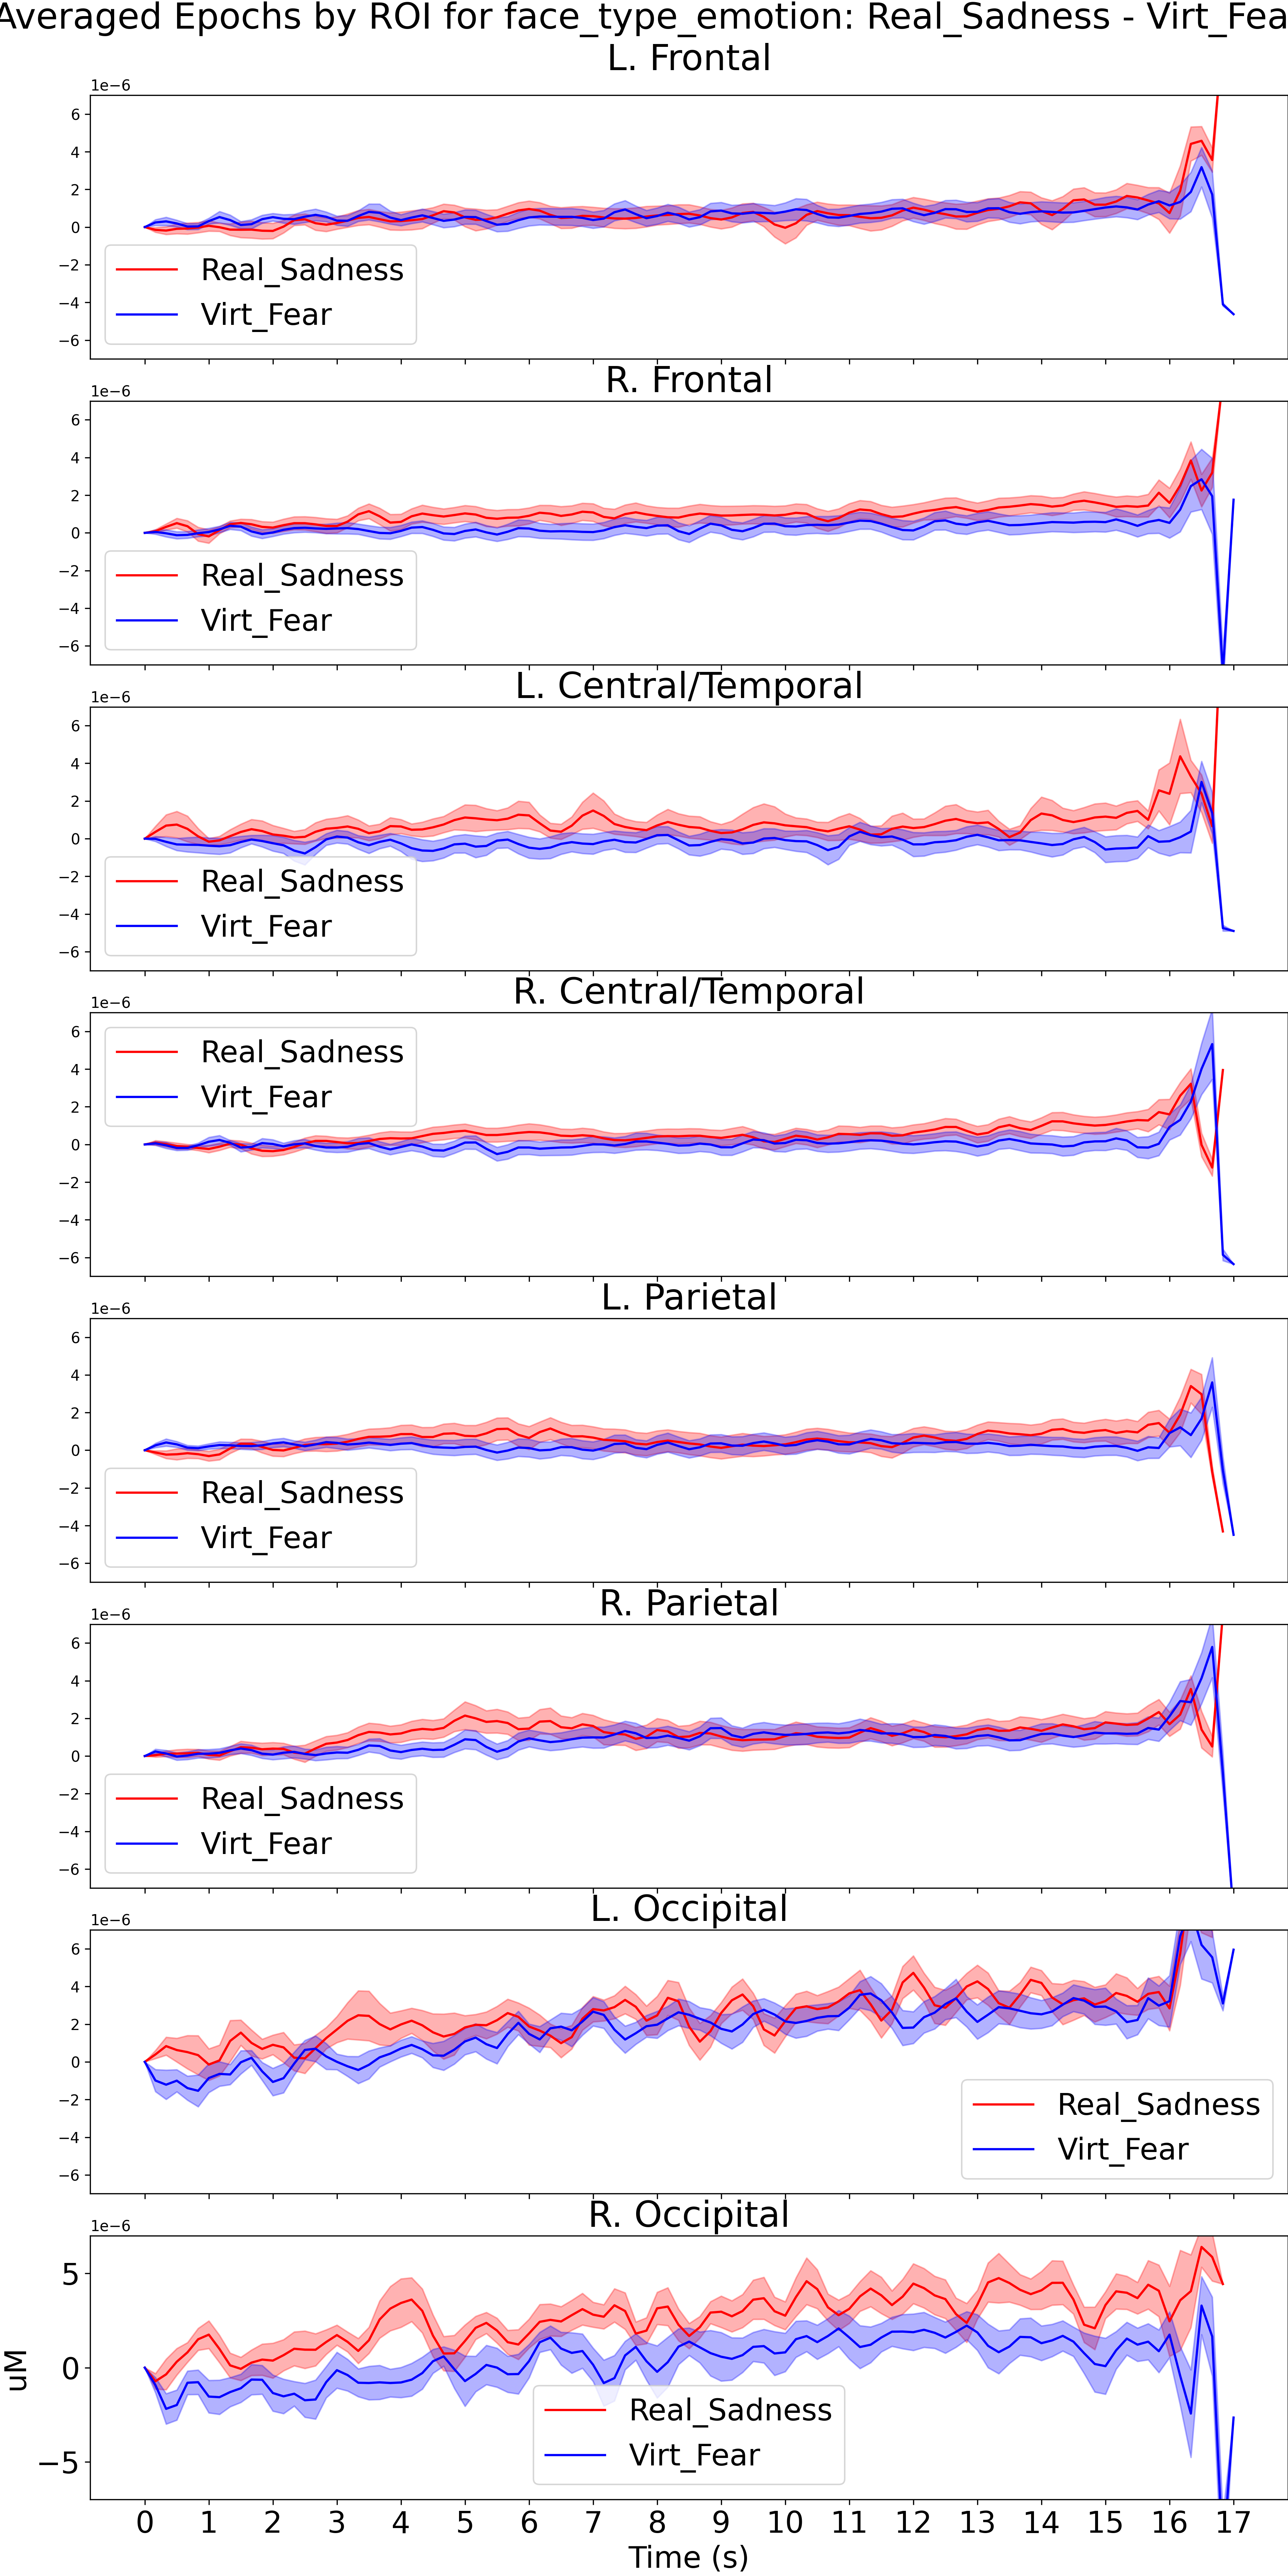 Averaged Epochs by ROI for face_type_emotion: Real_Sadness - Virt_Fea
L. Frontal
1e−6
6
4
2
0
−2
−4
−6
Real_Sadness
Virt_Fear
R. Frontal
1e−6
6
4
2
0
−2
−4
−6
Real_Sadness
Virt_Fear
L. Central/Temporal
1e−6
6
4
2
0
−2
−4
−6
Real_Sadness
Virt_Fear
R. Central/Temporal
1e−6
6
4
2
0
−2
−4
−6
Real_Sadness
Virt_Fear
L. Parietal
1e−6
6
4
2
0
−2
−4
−6
Real_Sadness
Virt_Fear
R. Parietal
1e−6
6
4
2
0
−2
−4
−6
Real_Sadness
Virt_Fear
L. Occipital
1e−6
6
4
2
0
−2
−4
−6
Real_Sadness
Virt_Fear
R. Occipital
1e−6
5
0
−5
uM
Real_Sadness
Virt_Fear
0 1 2 3 4 5 6 7 8 9 10 11 12 13 14 15 16 17
Time (s)